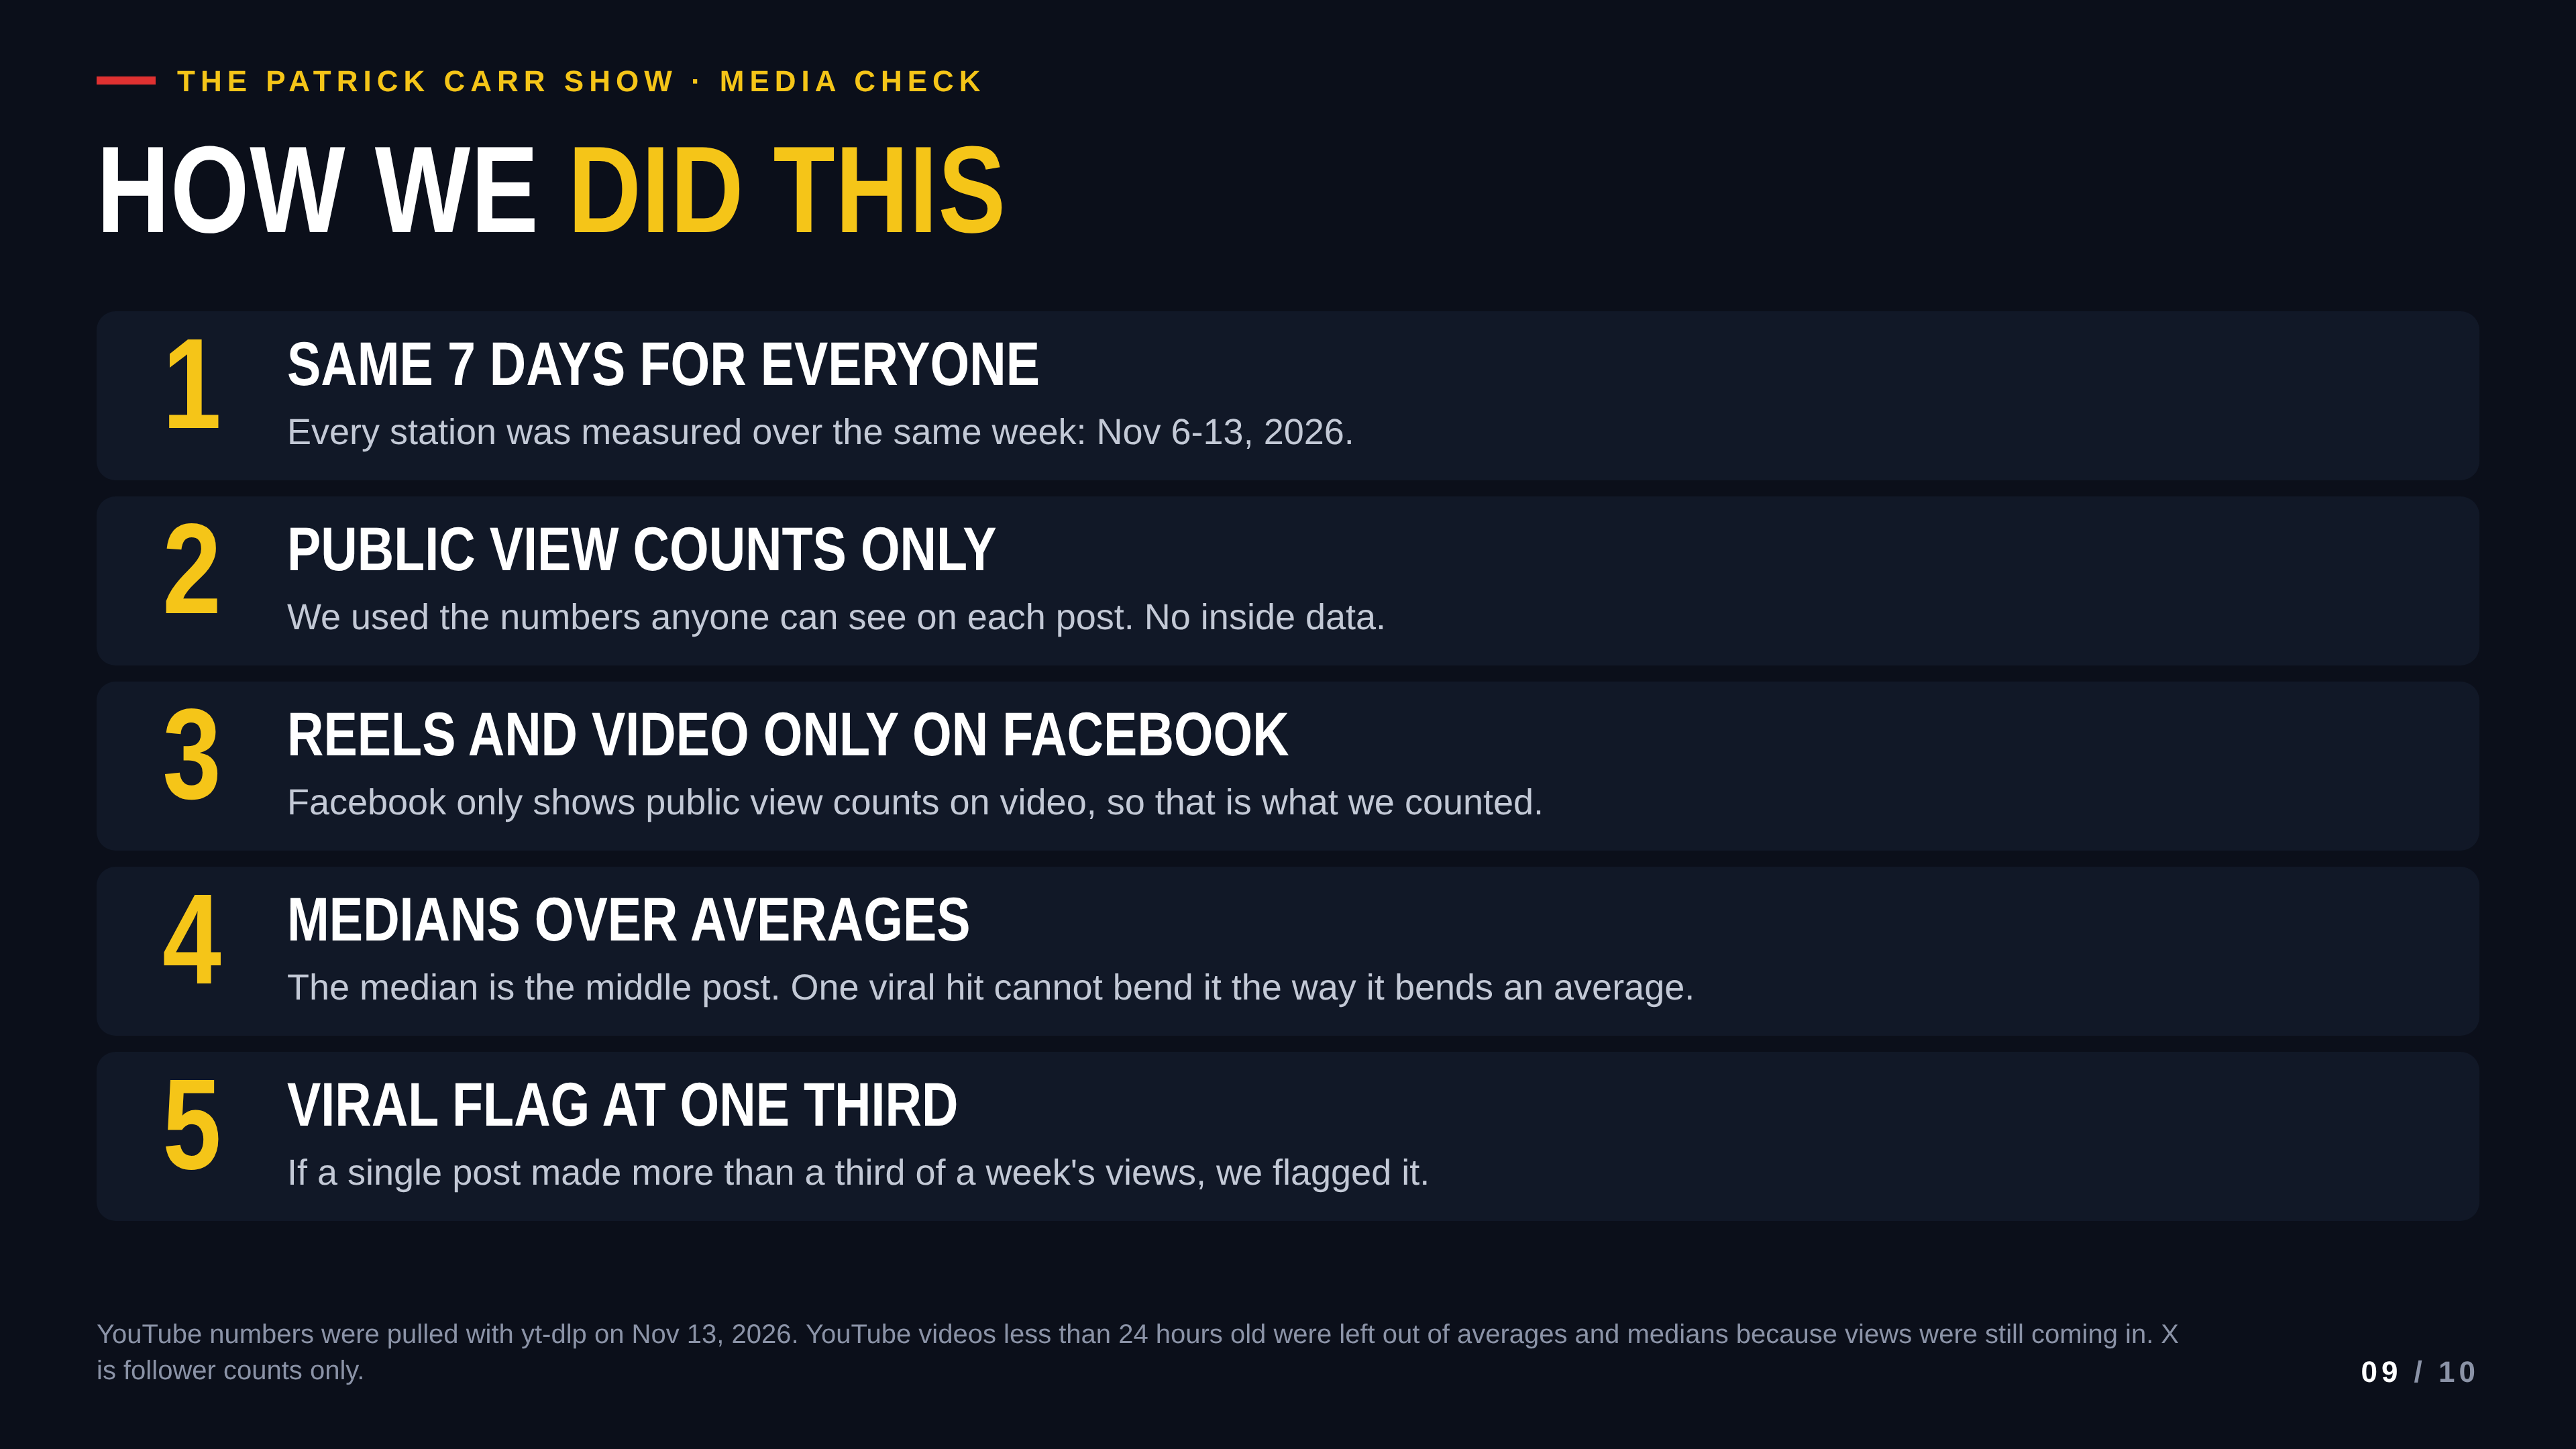 THE PATRICK CARR SHOW · MEDIA CHECK
HOW WE DID THIS
1
SAME 7 DAYS FOR EVERYONE
Every station was measured over the same week: Nov 6-13, 2026.
2
PUBLIC VIEW COUNTS ONLY
We used the numbers anyone can see on each post. No inside data.
3
REELS AND VIDEO ONLY ON FACEBOOK
Facebook only shows public view counts on video, so that is what we counted.
4
MEDIANS OVER AVERAGES
The median is the middle post. One viral hit cannot bend it the way it bends an average.
5
VIRAL FLAG AT ONE THIRD
If a single post made more than a third of a week's views, we flagged it.
YouTube numbers were pulled with yt-dlp on Nov 13, 2026. YouTube videos less than 24 hours old were left out of averages and medians because views were still coming in. X
is follower counts only.
09 / 10